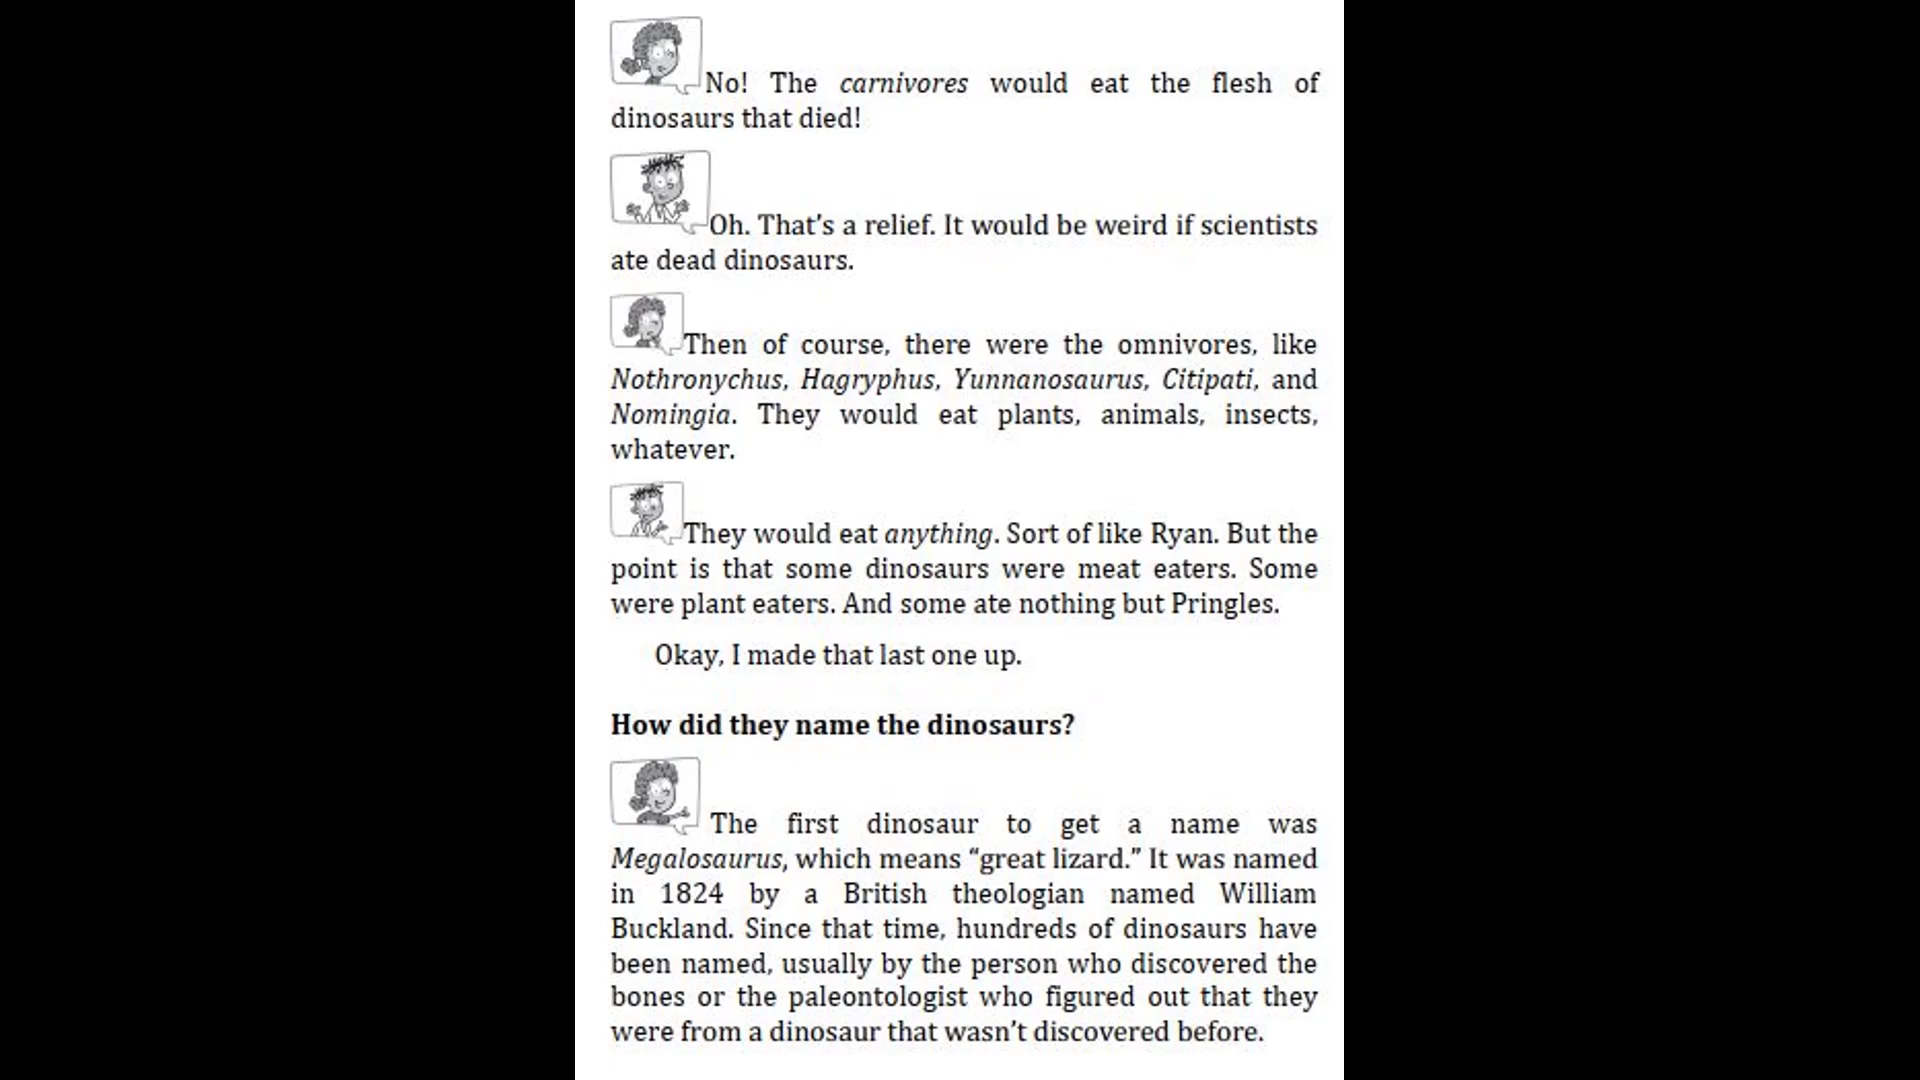 No! The carnivores would eat the flesh of
dinosaurs that died!
Oh. That’s a relief. It would be weird if scientists
ate dead dinosaurs.
Then of course, there were the omnivores, like
Nothronychus, Hagryphus, Yunnanosaurus, Citipati, and
Nomingia. They would eat plants, animals, insects,
whatever.
They would eat anything. Sort of like Ryan. But the
point is that some dinosaurs were meat eaters. Some
were plant eaters. And some ate nothing but Pringles.
Okay, I made that last one up.
How did they name the dinosaurs?
The first dinosaur to get a name was
Megalosaurus, which means “great lizard.” It was named
in 1824 by a British theologian named William
Buckland. Since that time, hundreds of dinosaurs have
been named, usually by the person who discovered the
bones or the paleontologist who figured out that they
were from a dinosaur that wasn’t discovered before.